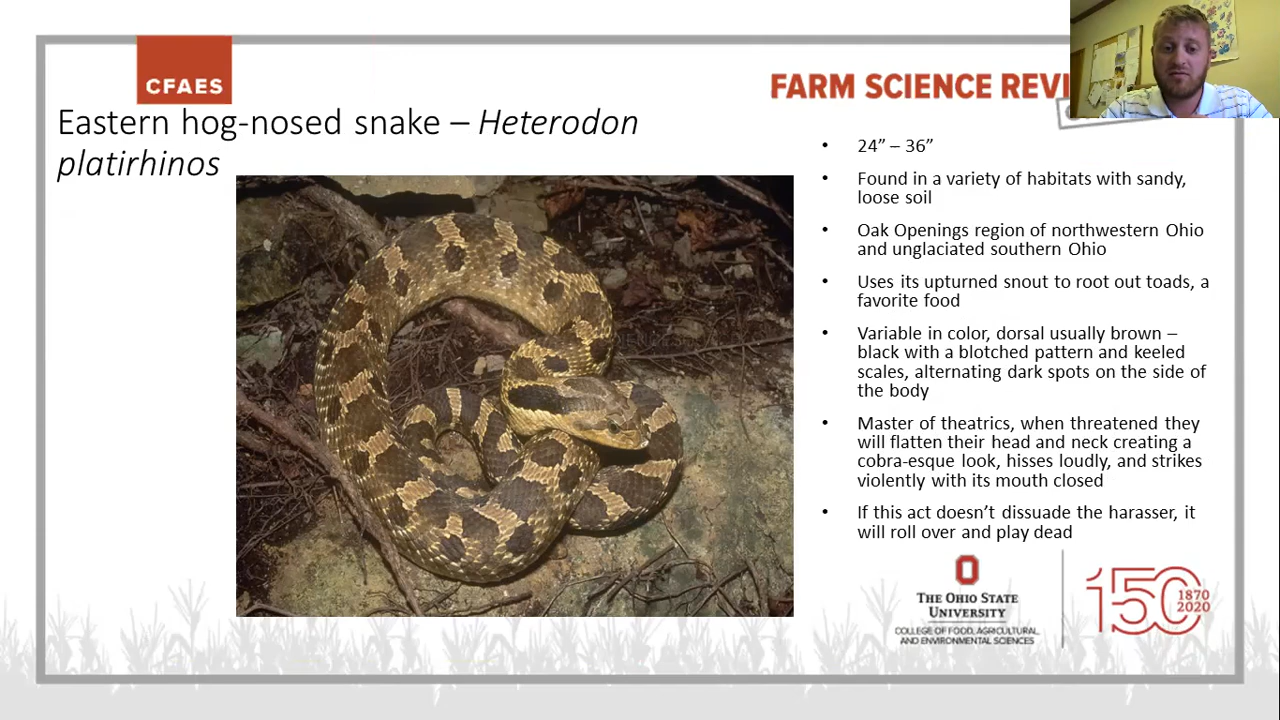 CFAES
FARM SCIENCE REVI
Eastern hog-nosed snake – Heterodon
platirhinos
• 24” – 36”
• Found in a variety of habitats with sandy,
loose soil
• Oak Openings region of northwestern Ohio
and unglaciated southern Ohio
• Uses its upturned snout to root out toads, a
favorite food
• Variable in color, dorsal usually brown –
black with a blotched pattern and keeled
scales, alternating dark spots on the side of
the body
• Master of theatrics, when threatened they
will flatten their head and neck creating a
cobra-esque look, hisses loudly, and strikes
violently with its mouth closed
• If this act doesn’t dissuade the harasser, it
will roll over and play dead
THE OHIO STATE
UNIVERSITY
COLLEGE OF FOOD, AGRICULTURAL,
AND ENVIRONMENTAL SCIENCES
150
1870
2020